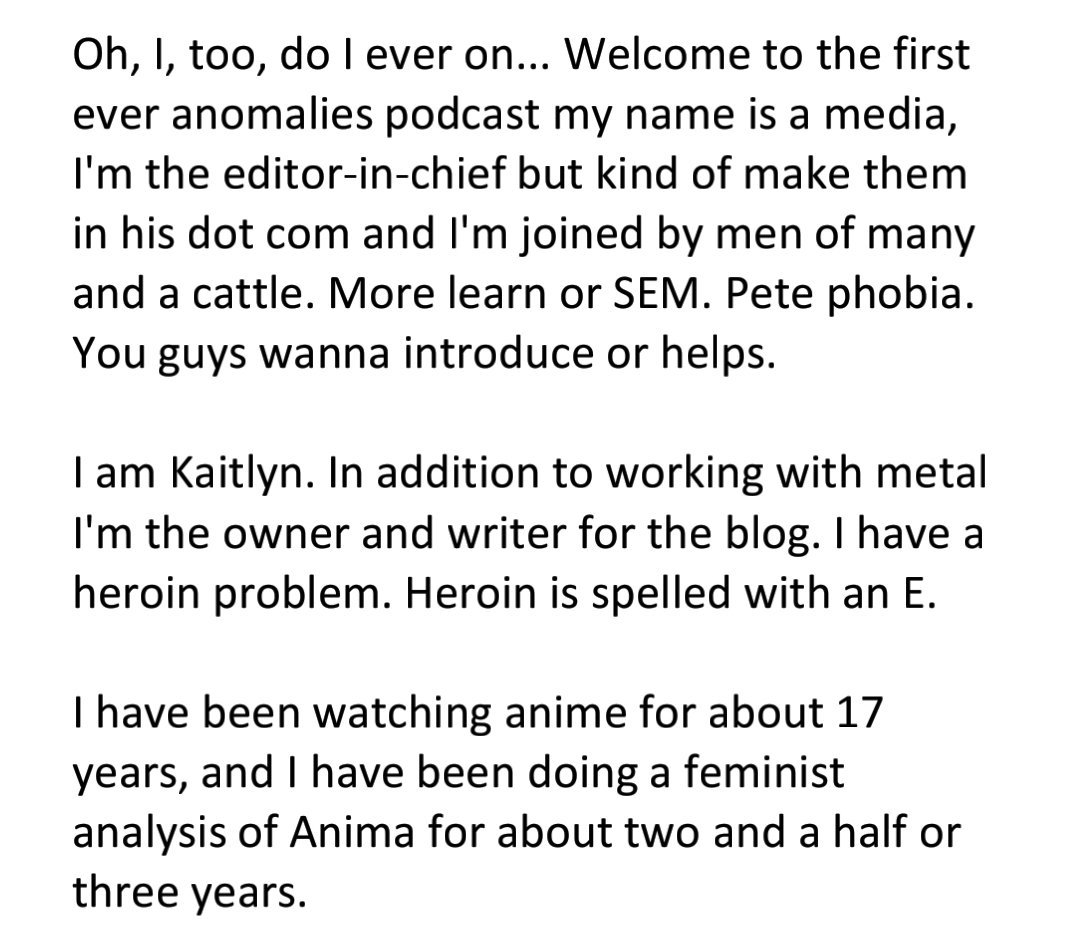 Oh, I, too, do I ever on... Welcome to the first
ever anomalies podcast my name is a media,
I'm the editor-in-chief but kind of make them
in his dot com and I'm joined by men of many
and a cattle. More learn or SEM. Pete phobia.
You guys wanna introduce or helps.
I am Kaitlyn. In addition to working with metal
I'm the owner and writer for the blog. I have a
heroin problem. Heroin is spelled with an E.
I have been watching anime for about 17
years, and I have been doing a feminist
analysis of Anima for about two and a half or
three years.